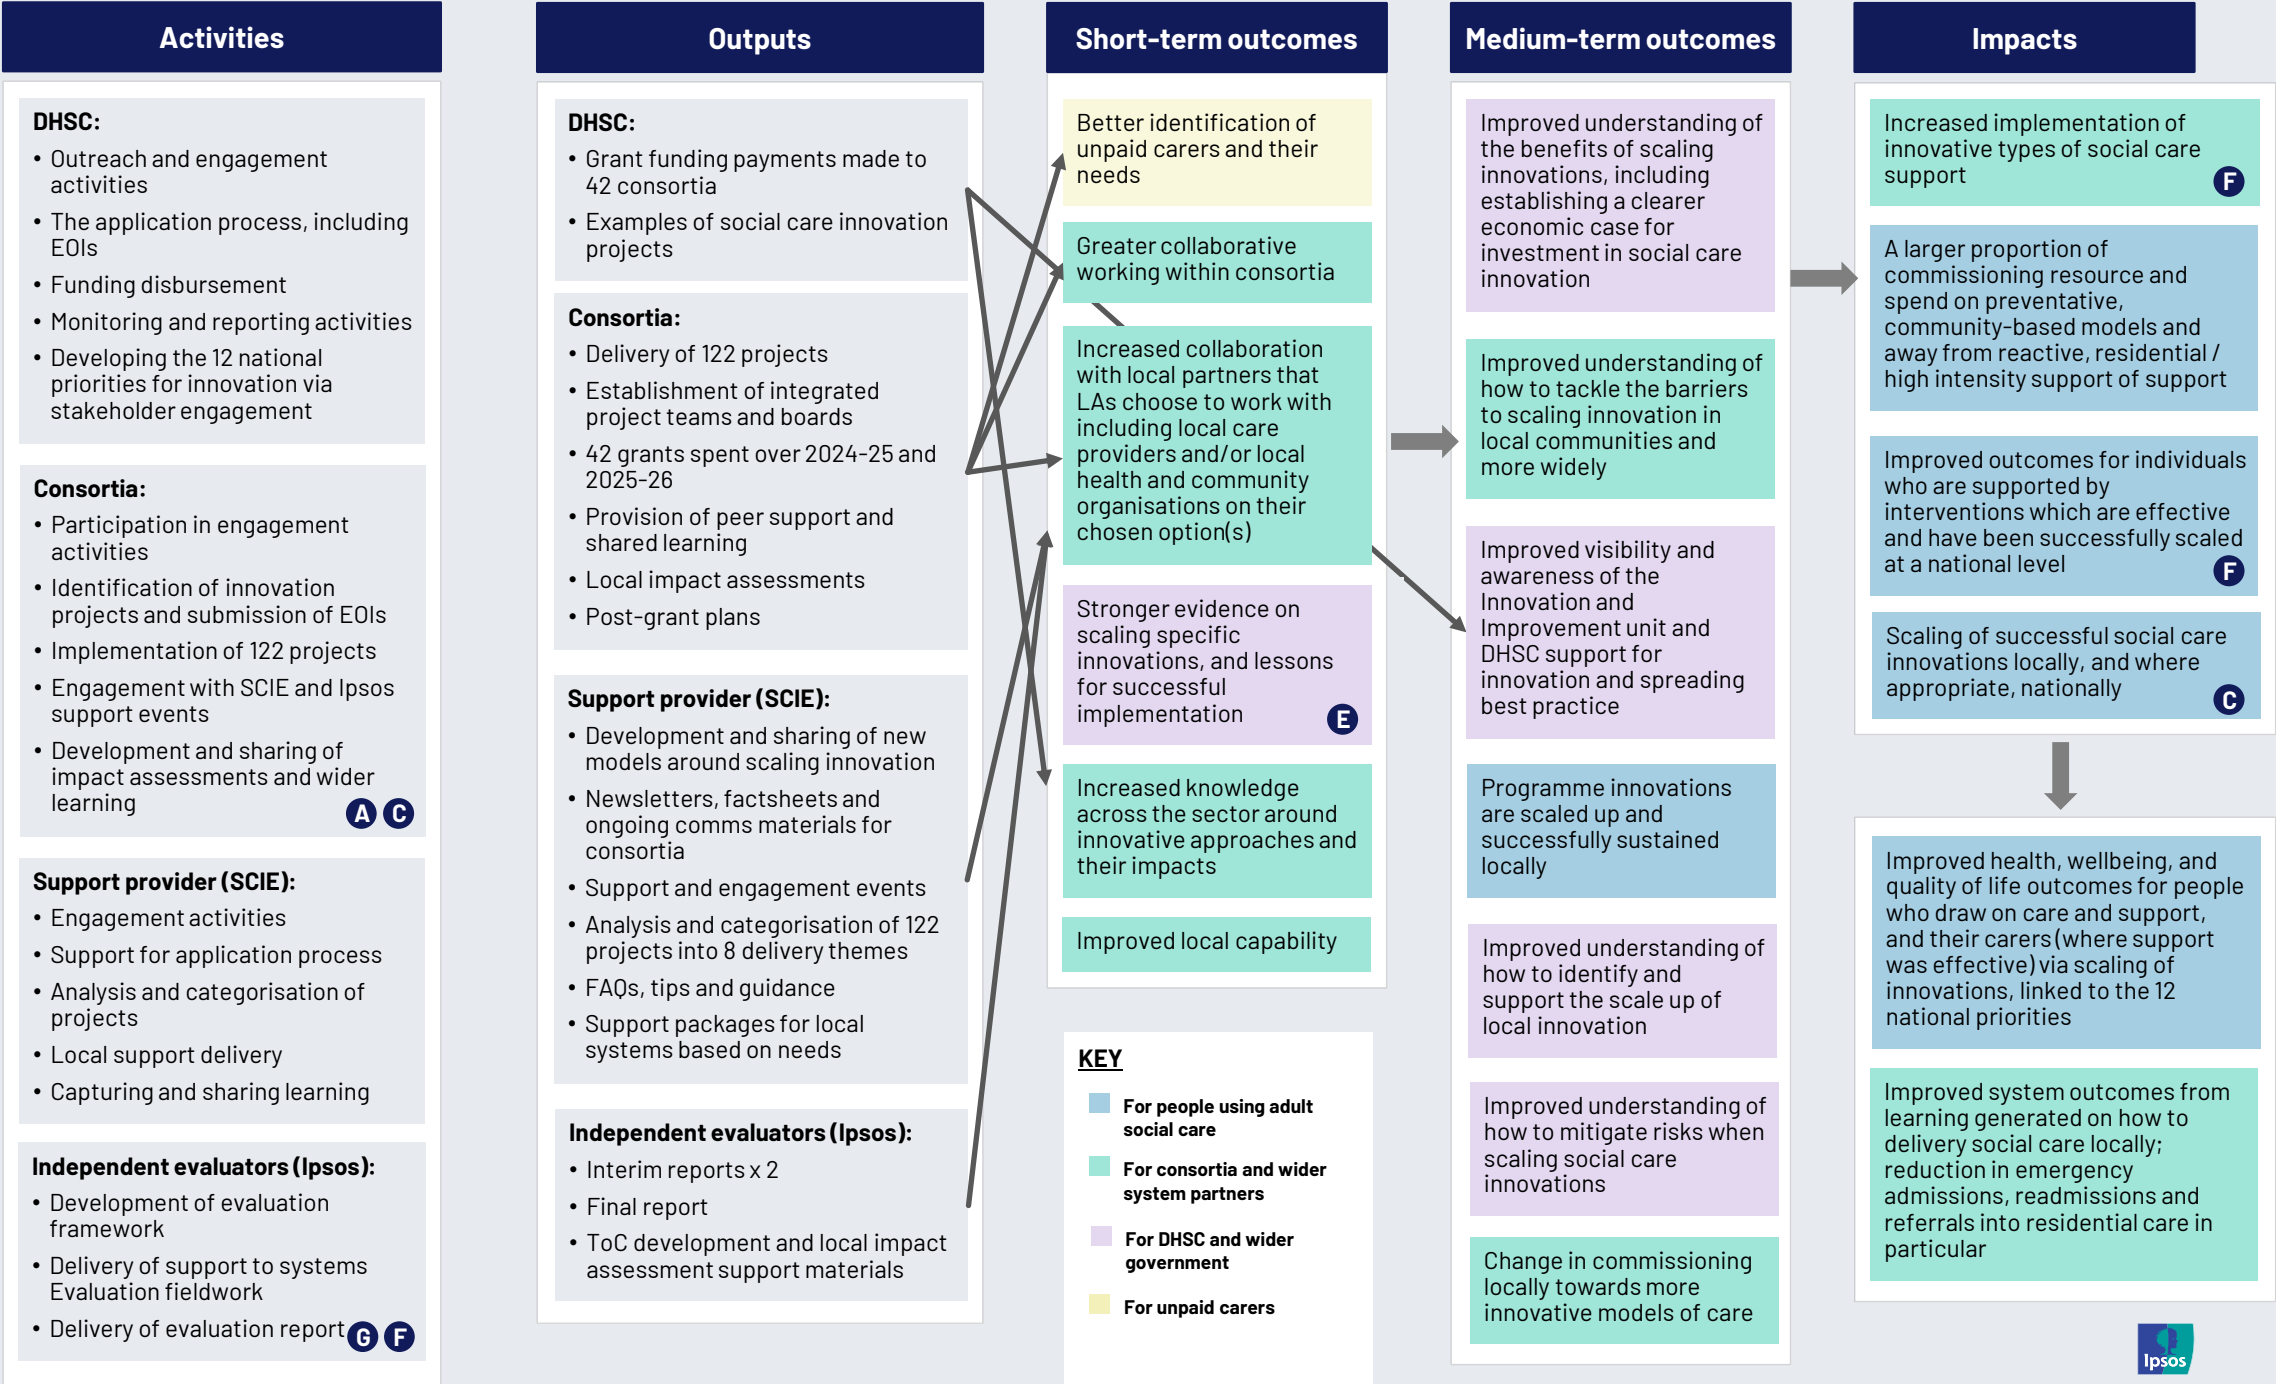 Activities
DHSC:
• Outreach and engagement
activities
• The application process, including
EOIs
• Funding disbursement
• Monitoring and reporting activities
• Developing the 12 national
priorities for innovation via
stakeholder engagement
Consortia:
• Participation in engagement
activities
• Identification of innovation
projects and submission of EOIs
• Implementation of 122 projects
• Engagement with SCIE and Ipsos
support events
• Development and sharing of
impact assessments and wider
learning
A C
Support provider (SCIE):
• Engagement activities
• Support for application process
• Analysis and categorisation of
projects
• Local support delivery
• Capturing and sharing learning
Independent evaluators (Ipsos):
• Development of evaluation
framework
• Delivery of support to systems
Evaluation fieldwork
• Delivery of evaluation report
G F
Outputs
DHSC:
• Grant funding payments made to
42 consortia
• Examples of social care innovation
projects
Consortia:
• Delivery of 122 projects
• Establishment of integrated
project teams and boards
• 42 grants spent over 2024-25 and
2025-26
• Provision of peer support and
shared learning
• Local impact assessments
• Post-grant plans
Support provider (SCIE):
• Development and sharing of new
models around scaling innovation
• Newsletters, factsheets and
ongoing comms materials for
consortia
• Support and engagement events
• Analysis and categorisation of 122
projects into 8 delivery themes
• FAQs, tips and guidance
• Support packages for local
systems based on needs
Independent evaluators (Ipsos):
• Interim reports x 2
• Final report
• ToC development and local impact
assessment support materials
Short-term outcomes
Better identification of
unpaid carers and their
needs
Greater collaborative
working within consortia
Increased collaboration
with local partners that
LAs choose to work with
including local care
providers and/or local
health and community
organisations on their
chosen option(s)
Stronger evidence on
scaling specific
innovations, and lessons
for successful
implementation
E
Increased knowledge
across the sector around
innovative approaches and
their impacts
Improved local capability
KEY
For people using adult
social care
For consortia and wider
system partners
For DHSC and wider
government
For unpaid carers
Medium-term outcomes
Improved understanding of
the benefits of scaling
innovations, including
establishing a clearer
economic case for
investment in social care
innovation
Improved understanding of
how to tackle the barriers
to scaling innovation in
local communities and
more widely
Improved visibility and
awareness of the
Innovation and
Improvement unit and
DHSC support for
innovation and spreading
best practice
Programme innovations
are scaled up and
successfully sustained
locally
Improved understanding of
how to identify and
support the scale up of
local innovation
Improved understanding of
how to mitigate risks when
scaling social care
innovations
Change in commissioning
locally towards more
innovative models of care
Impacts
Increased implementation of
innovative types of social care
support
F
A larger proportion of
commissioning resource and
spend on preventative,
community-based models and
away from reactive, residential /
high intensity support of support
Improved outcomes for individuals
who are supported by
interventions which are effective
and have been successfully scaled
at a national level
F
Scaling of successful social care
innovations locally, and where
appropriate, nationally
C
Improved health, wellbeing, and
quality of life outcomes for people
who draw on care and support,
and their carers (where support
was effective) via scaling of
innovations, linked to the 12
national priorities
Improved system outcomes from
learning generated on how to
delivery social care locally;
reduction in emergency
admissions, readmissions and
referrals into residential care in
particular
Ipsos